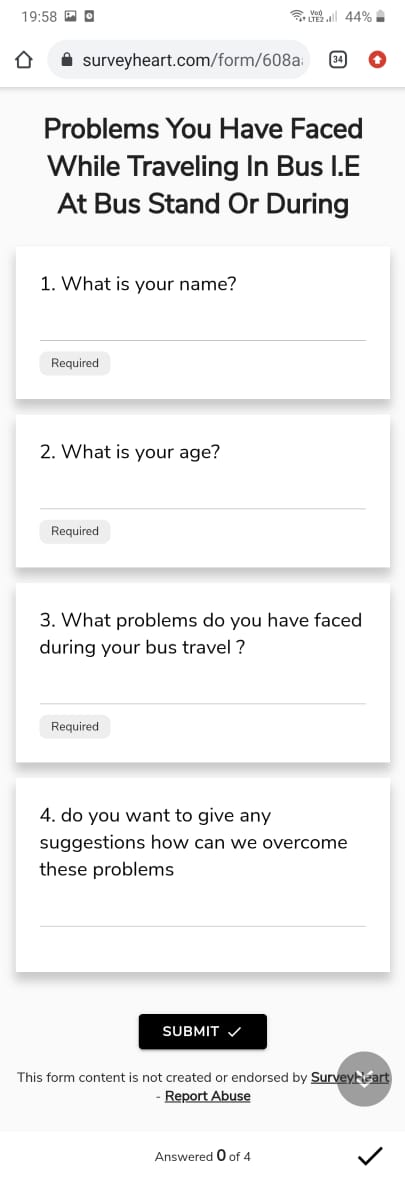 19:58 Vo) LTE2 44%
surveyheart.com/form/608a 34
Problems You Have Faced
While Traveling In Bus I.E
At Bus Stand Or During
1. What is your name?
Required
2. What is your age?
Required
3. What problems do you have faced
during your bus travel ?
Required
4. do you want to give any
suggestions how can we overcome
these problems
SUBMIT
This form content is not created or endorsed by SurveyHeart
- Report Abuse
Answered 0 of 4